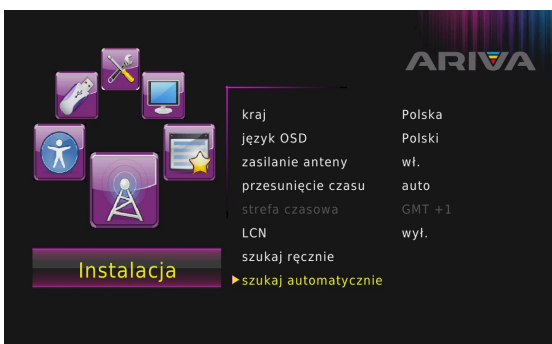 ARIVA
kraj Polska
język OSD Polski
zasilanie anteny wł.
przesunięcie czasu auto
strefa czasowa GMT +1
LCN wył.
szukaj ręcznie
szukaj automatycznie
Instalacja